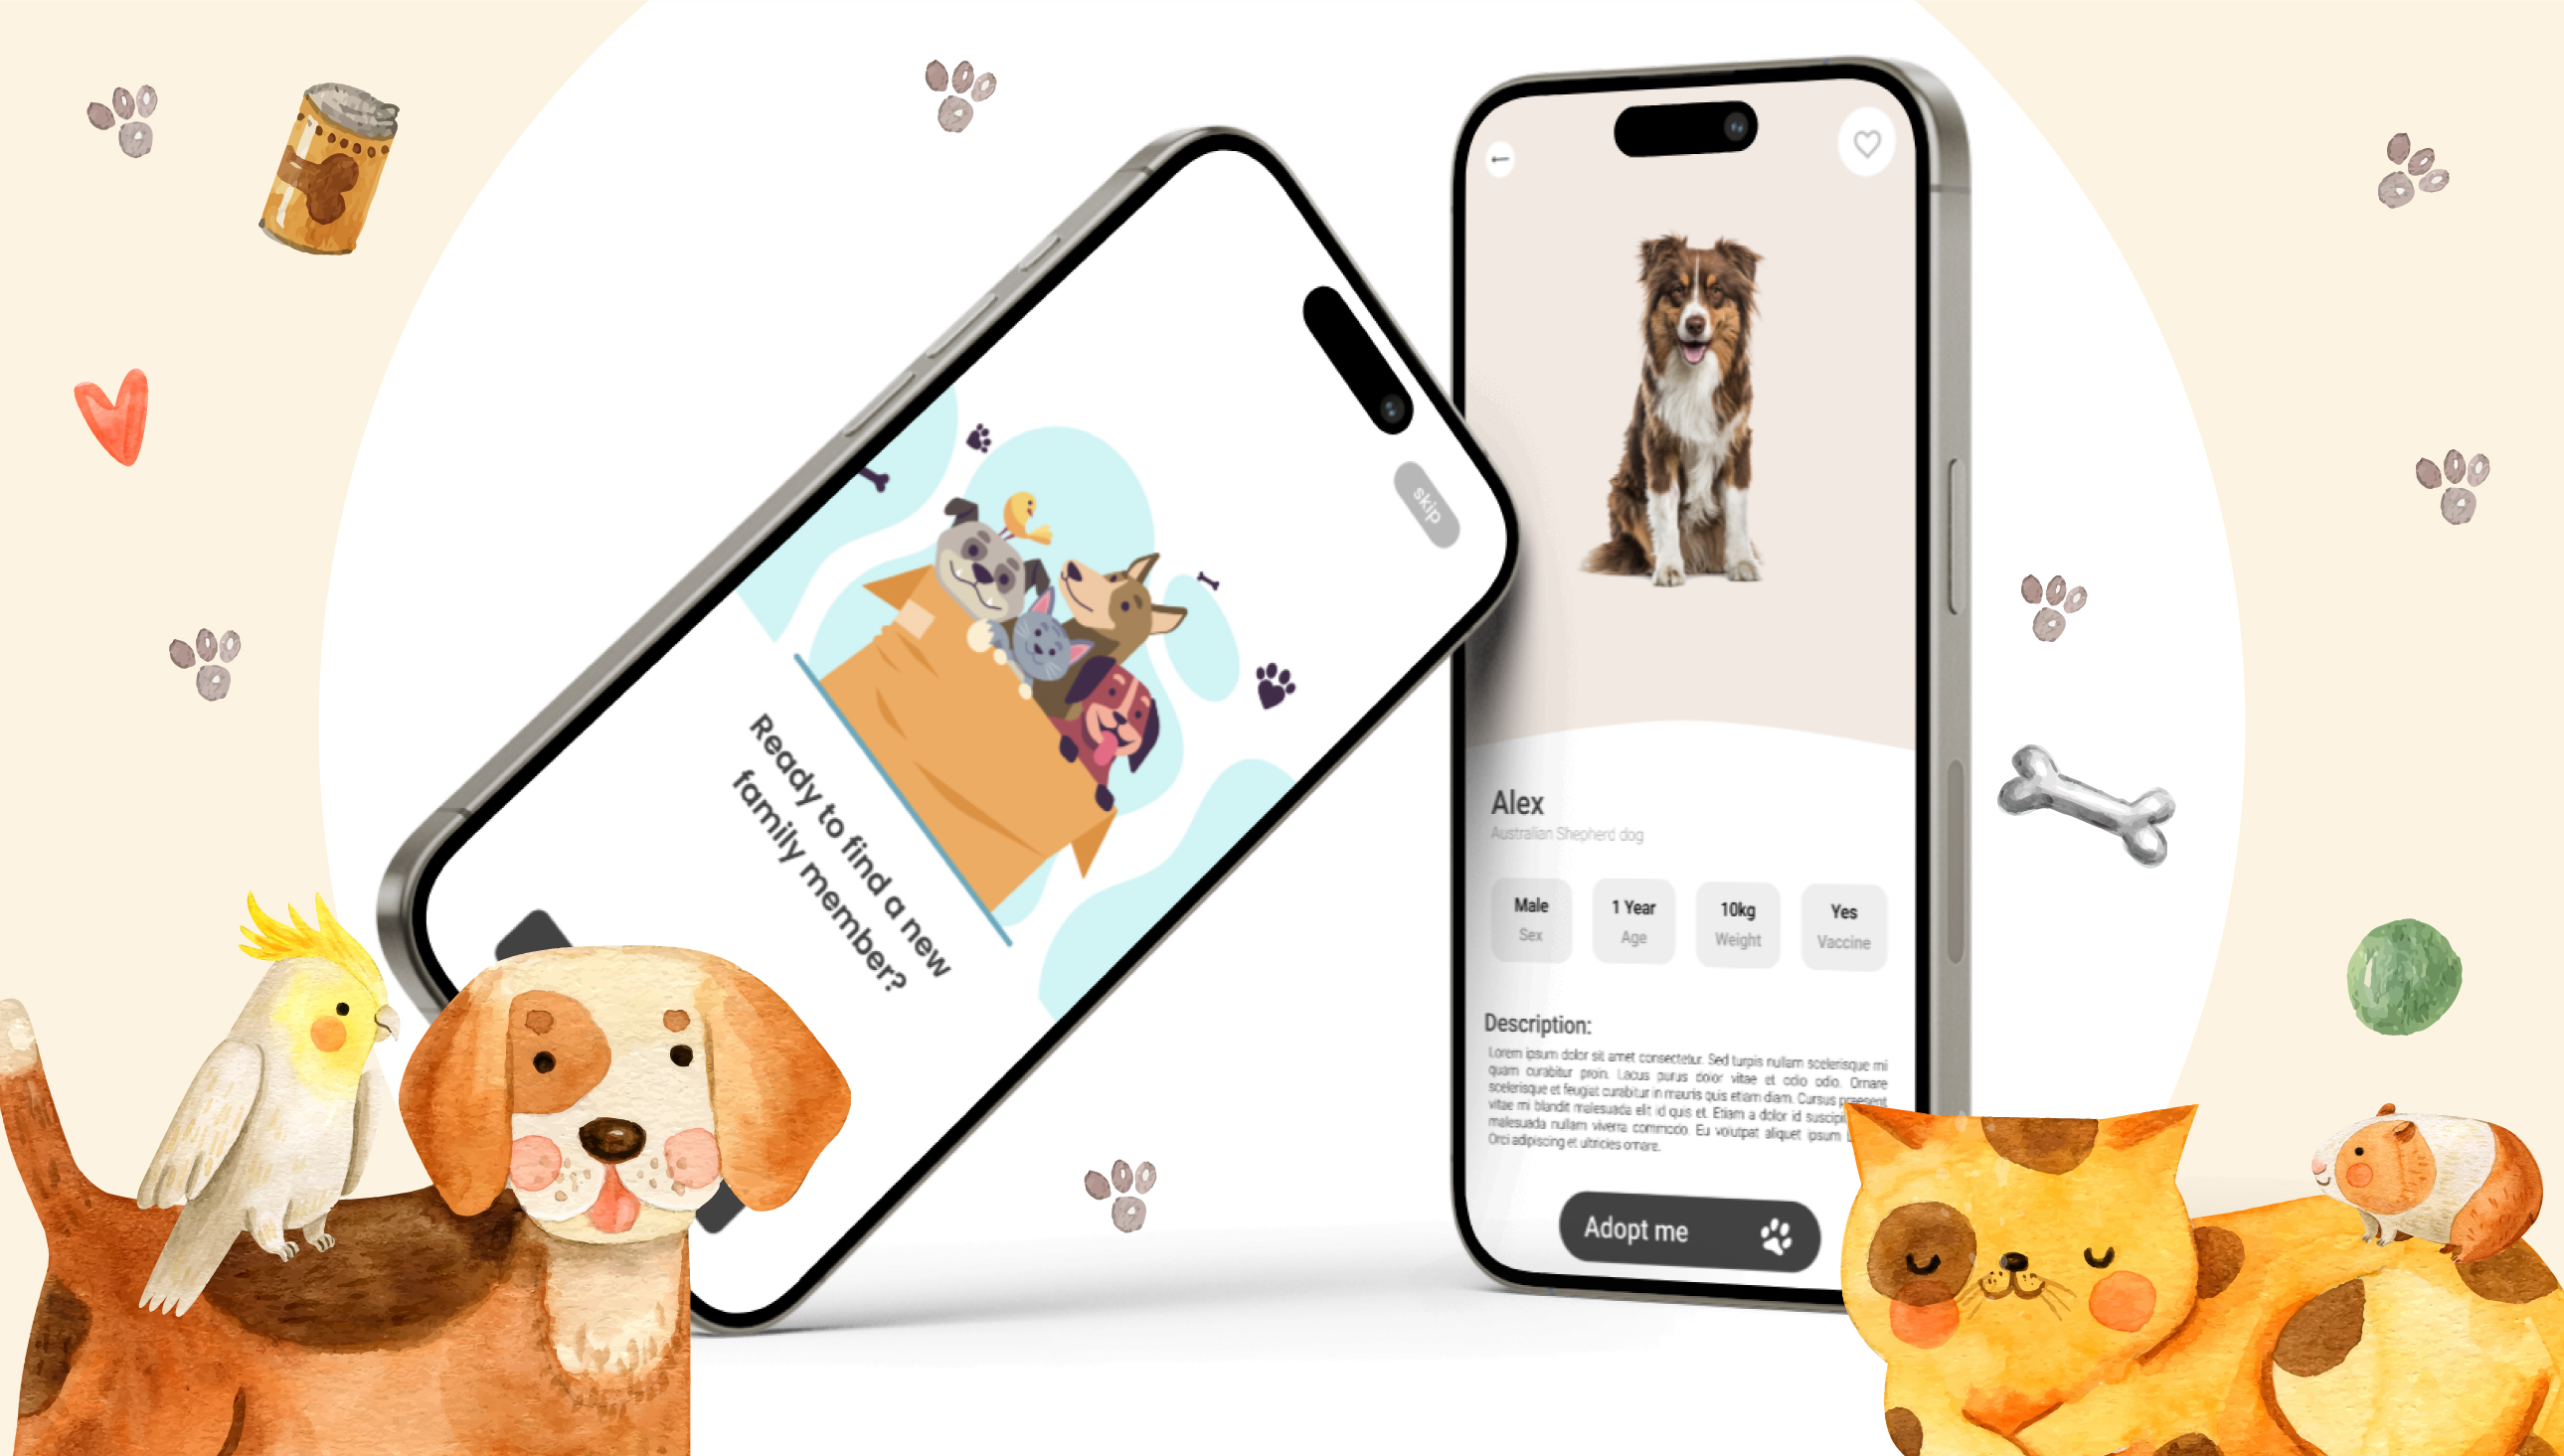 skip
Ready to find a new
family member?
Alex
Australian Shepherd dog
Male
Sex
1 Year
Age
10kg
Weight
Yes
Vaccine
Description:
Lorem ipsum dolor sit amet consectetur. Sed turpis nullam scelerisque mi
quam curabitur proin. Lacus purus dolor vitae et odio odio. Ornare
scelerisque et feugiat curabitur in mauris quis etiam diam. Cursus praesent
vitae mi blandit malesuada elit id quis et. Etiam a dolor id
malesuada nullam viverra commodo. Eu volutpat aliquet ipsum
Orci adipiscing et ultricies ornare.
Adopt me